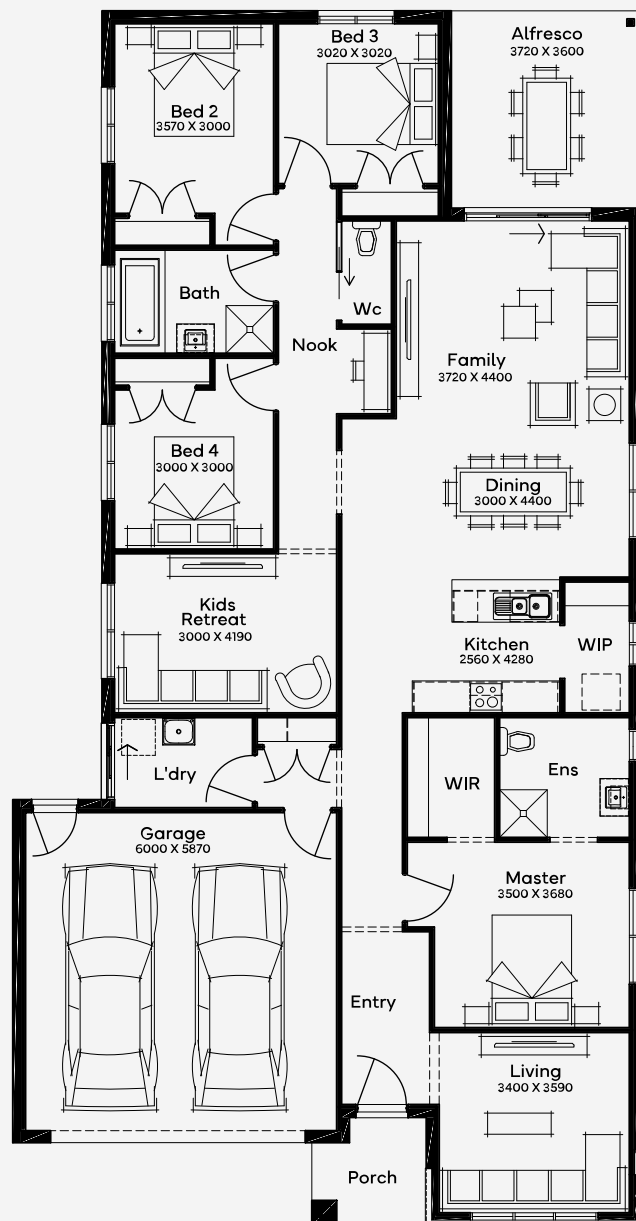 Bed 3
3020 X 3020
Alfresco
3720 X 3600
Bed 2
3570 X 3000
Bath
Wc
Nook
Family
3720 X 4400
Bed 4
3000 X 3000
Dining
3000 X 4400
Kids
Retreat
3000 X 4190
Kitchen
2560 X 4280
WIP
L'dry
WIR
Ens
Garage
6000 X 5870
Master
3500 X 3680
Entry
Living
3400 X 3590
Porch